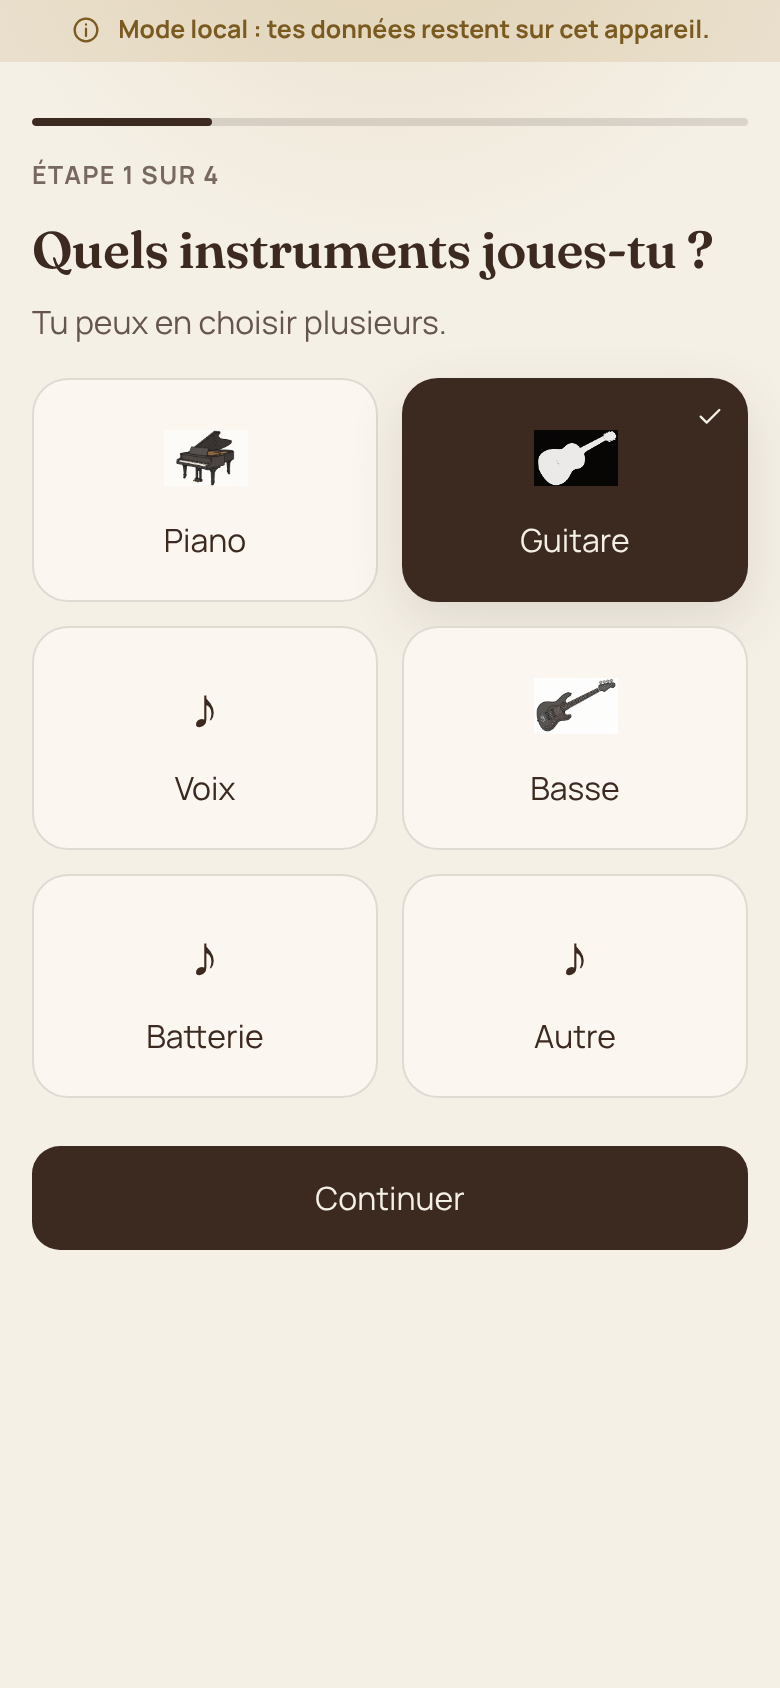 Mode local : tes données restent sur cet appareil.
ÉTAPE 1 SUR 4
Quels instruments joues-tu ?
Tu peux en choisir plusieurs.
Piano
Guitare
Voix
Basse
Batterie
Autre
Continuer